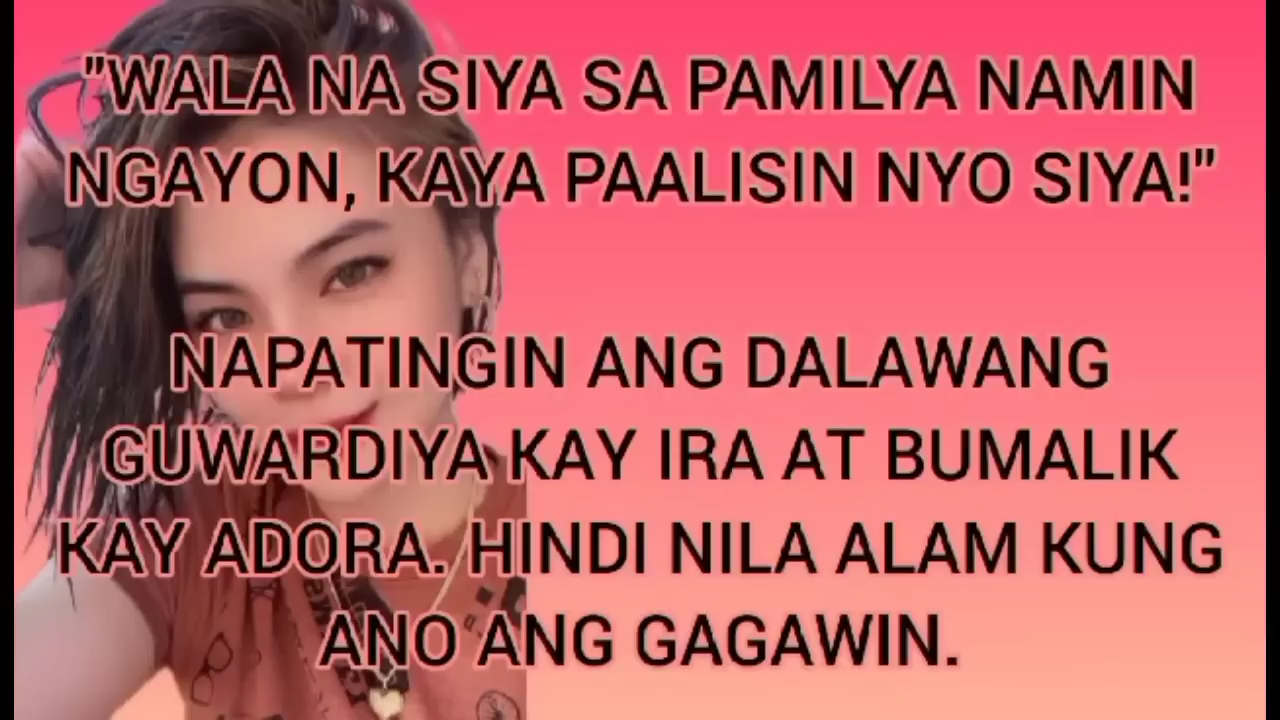 "WALA NA SIYA SA PAMILYA NAMIN
NGAYON, KAYA PAALISIN NYO SIYA!"
NAPATINGIN ANG DALAWANG
GUWARDIYA KAY IRA AT BUMALIK
KAY ADORA. HINDI NILA ALAM KUNG
ANO ANG GAGAWIN.